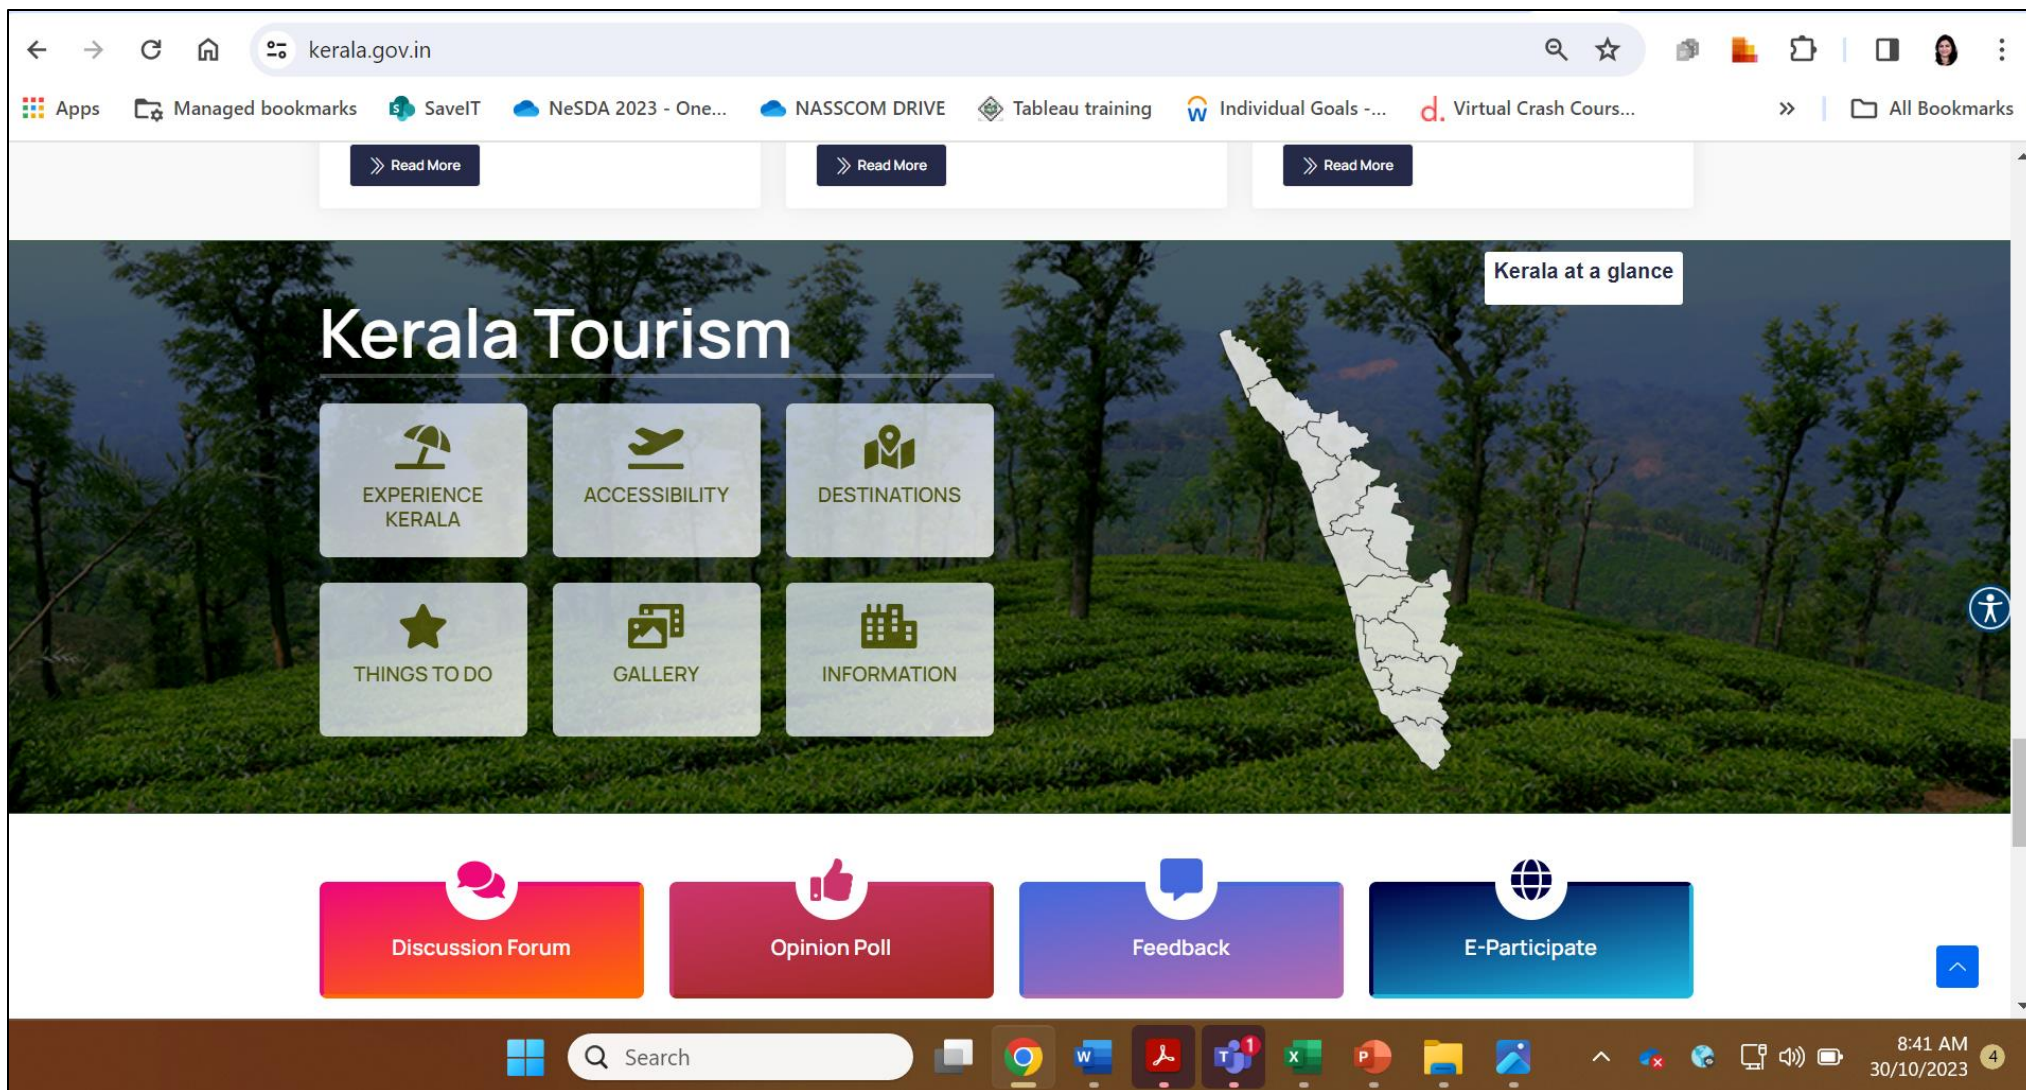 kerala.gov.in
Apps
Managed bookmarks
SaveIT
NeSDA 2023 - One...
NASSCOM DRIVE
Tableau training
Individual Goals -...
d. Virtual Crash Cours...
All Bookmarks
Read More
Read More
Read More
Kerala at a glance
Kerala Tourism
EXPERIENCE
KERALA
ACCESSIBILITY
DESTINATIONS
THINGS TO DO
GALLERY
INFORMATION
Discussion Forum
Opinion Poll
Feedback
E-Participate
Search
1
8:41 AM
30/10/2023
4